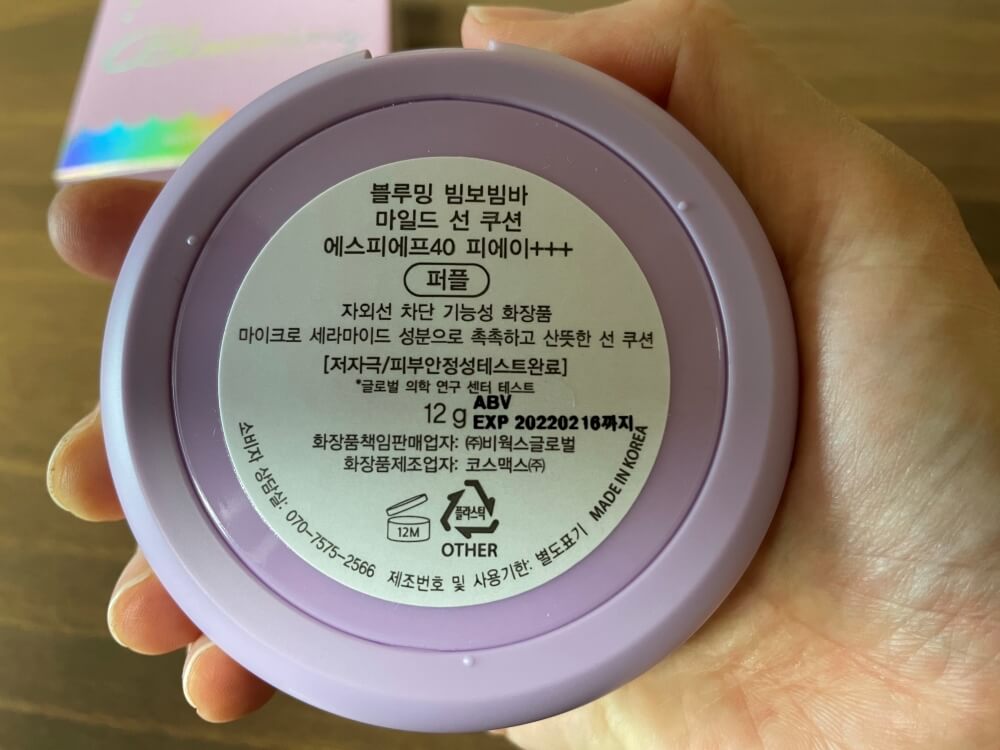 Blooming
블루밍 빔보빔바
마일드 선 쿠션
에스피에프40 피에이+++
퍼플
자외선 차단 기능성 화장품
마이크로 세라마이드 성분으로 촉촉하고 산뜻한 선 쿠션
[저자극/피부안정성테스트완료]
*글로벌 의학 연구 센터 테스트
12 g
ABV
EXP 20220216까지
화장품책임판매업자: ㈜비웍스글로벌
화장품제조업자: 코스맥스㈜
12M
플라스틱
OTHER
소비자 상담실: 070-7575-2566
제조번호 및 사용기한: 별도표기
MADE IN KOREA